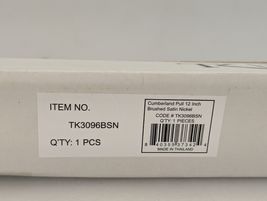 ITEM NO.
TK3096BSN
Q'TY: 1 PCS
Cumberland Pull 12 Inch
Brushed Satin Nickel
CODE # TK3096BSN
Q'TY: 1 PIECES
MADE IN THAILAND